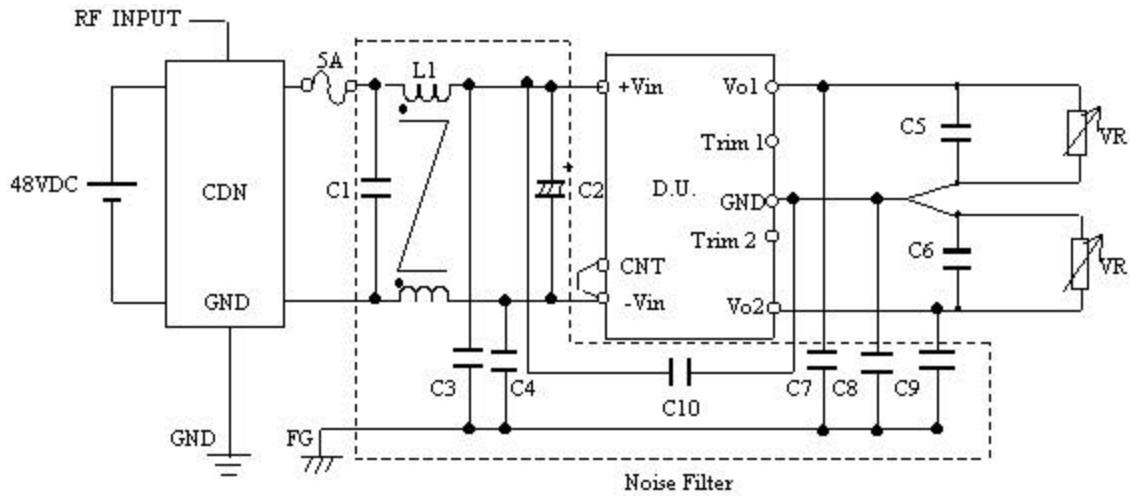 RF INPUT
5A
L1
+Vin
Vo1
C5
VR
Trim 1
48VDC
CDN
C1
C2
D.U.
GND
Trim 2
C6
VR
CNT
GND
-Vin
Vo2
C3
C4
C10
C7
C8
C9
GND
FG
Noise Filter